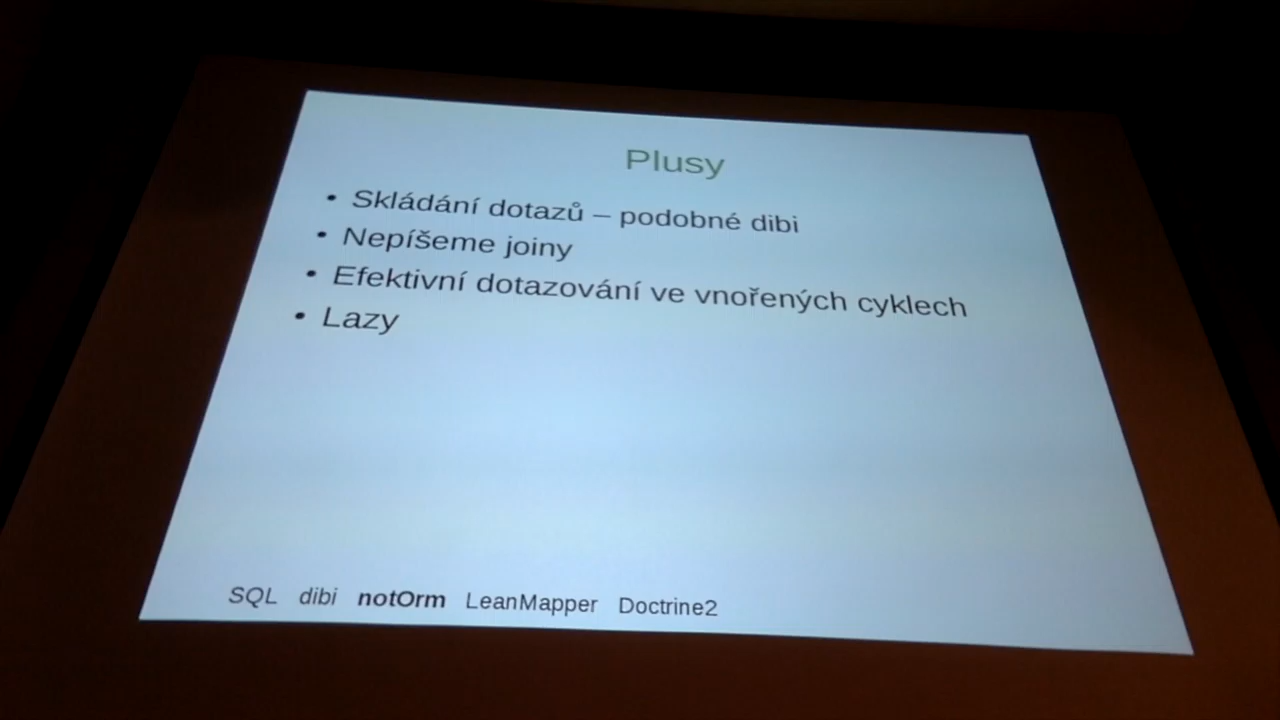 Plusy
• Skládání dotazů – podobné dibi
• Nepíšeme joiny
• Efektivní dotazování ve vnořených cyklech
• Lazy
SQL dibi notOrm LeanMapper Doctrine2